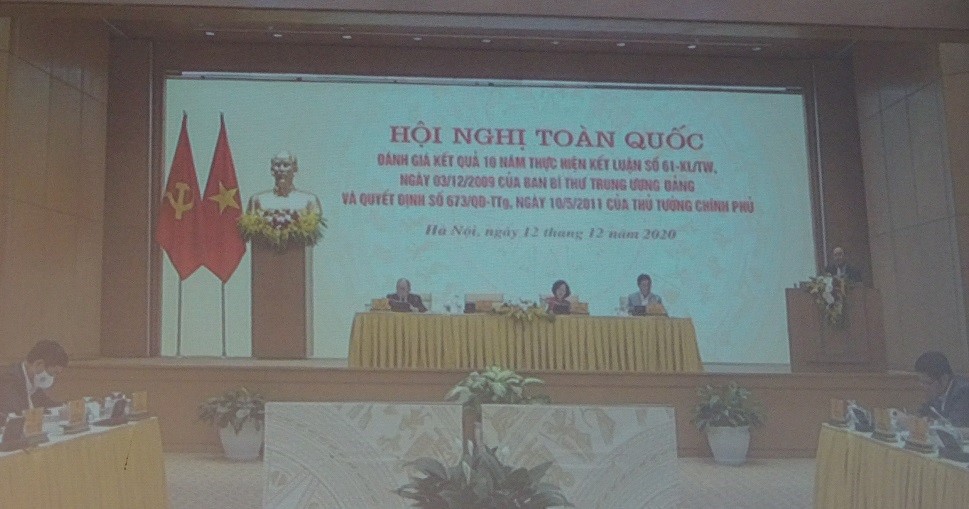 HỘI NGHỊ TOÀN QUỐC
ĐÁNH GIÁ KẾT QUẢ 10 NĂM THỰC HIỆN KẾT LUẬN SỐ 61-KL/TW,
NGÀY 03/12/2009 CỦA BAN BÍ THƯ TRUNG ƯƠNG ĐẢNG
VÀ QUYẾT ĐỊNH SỐ 673/QĐ-TTg, NGÀY 10/5/2011 CỦA THỦ TƯỚNG CHÍNH PHỦ
Hà Nội, ngày 12 tháng 12 năm 2020